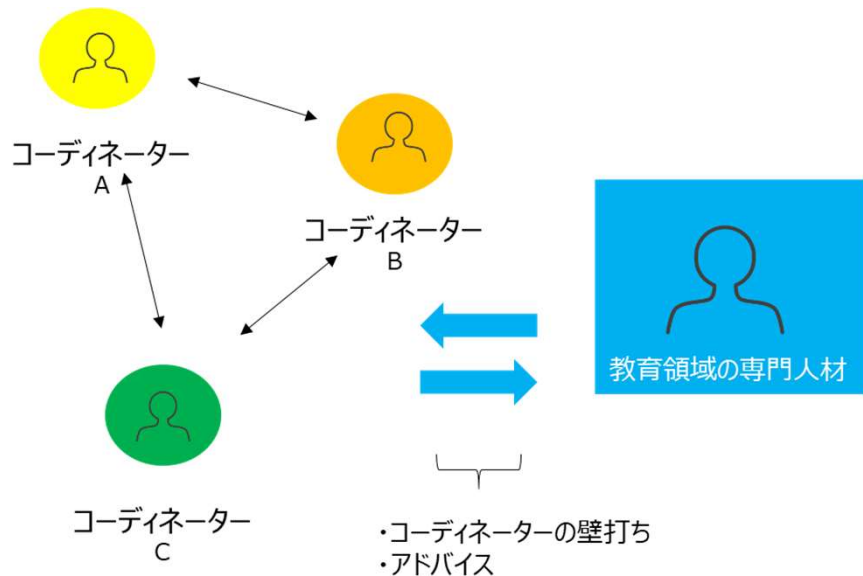 コーディネーター
A
コーディネーター
B
教育領域の専門人材
コーディネーター
C
・コーディネーターの壁打ち
・アドバイス